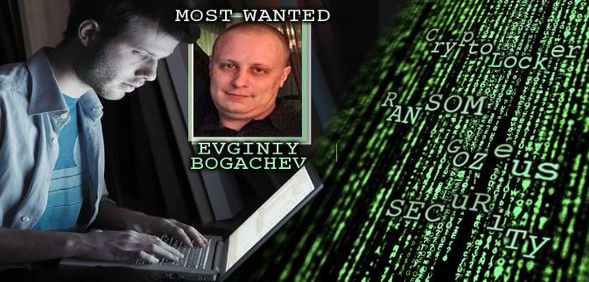 MOST WANTED
EVGINIY
BOGACHEV
CryptoLocker
RANSOM
GOZeus
SECuRiTY